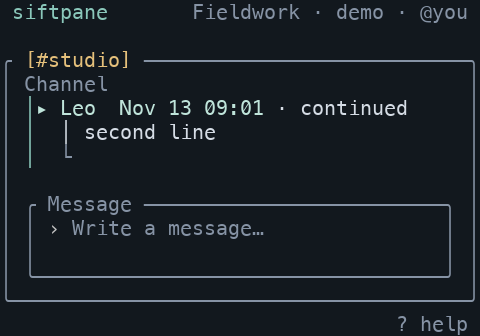 siftpane Fieldwork · demo · @you
[#studio]
Channel
▸ Leo Nov 13 09:01 · continued
second line
Message
› Write a message…
? help